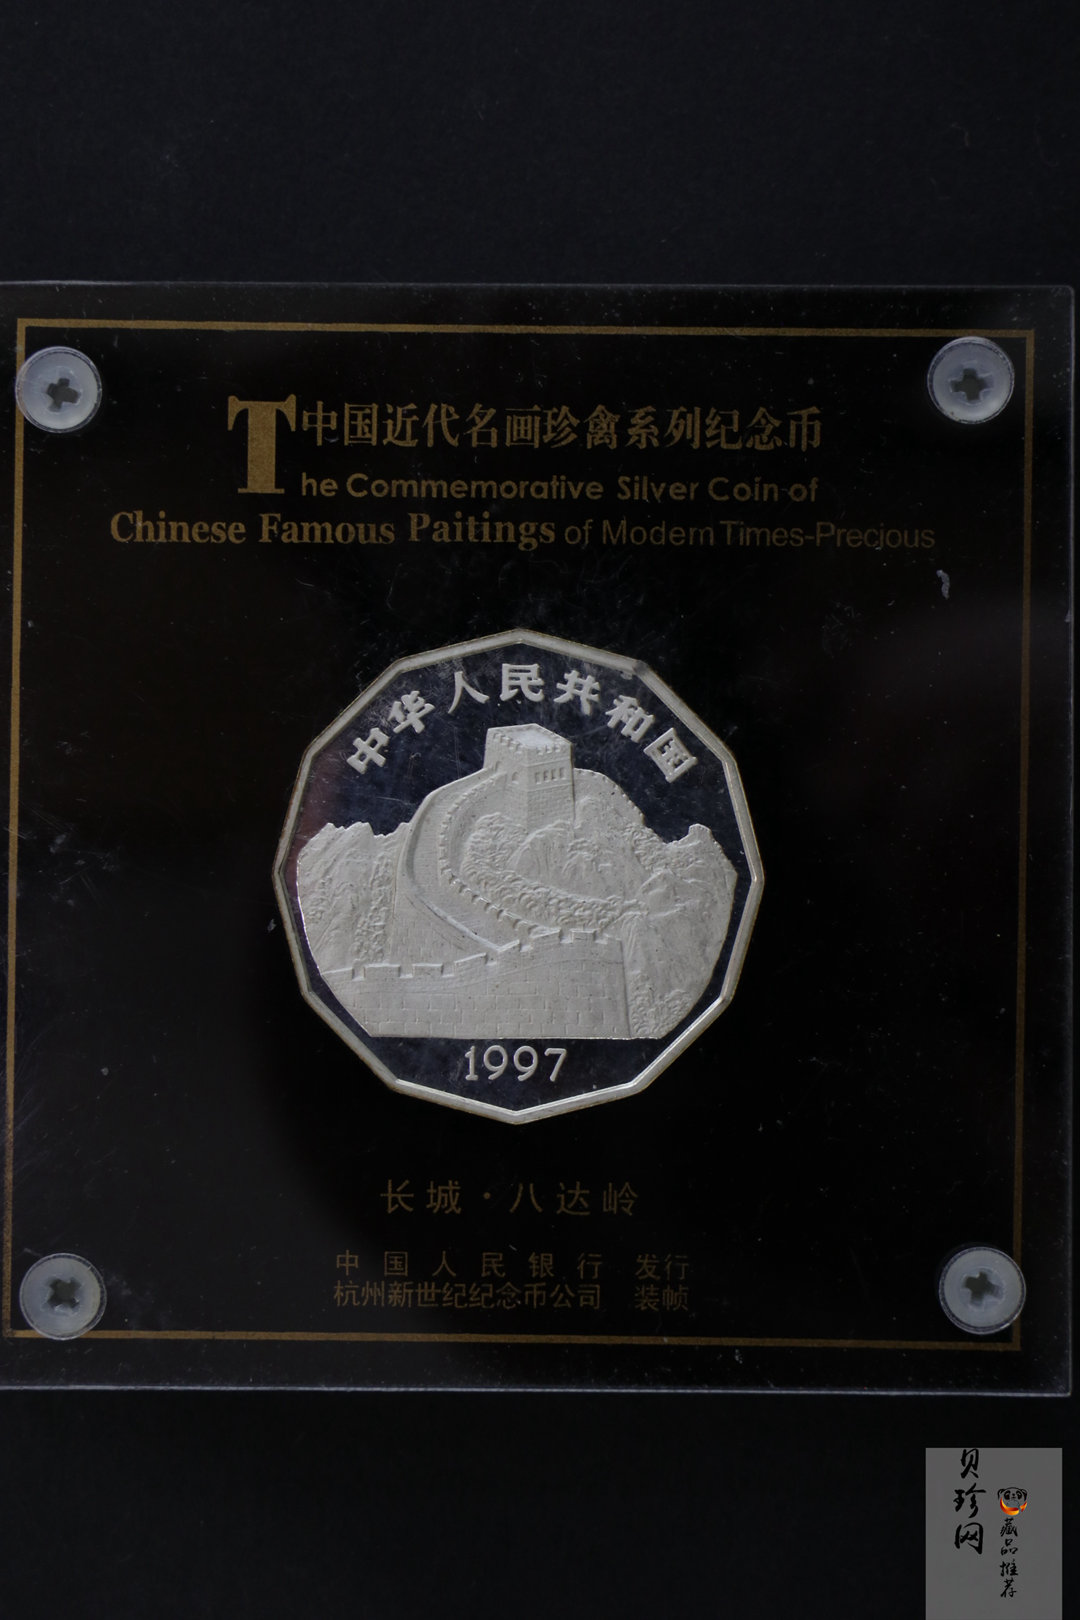 中国近代名画珍禽系列纪念币
The Commemorative Silver Coin of
Chinese Famous Paitings of Modern Times-Precious
中华人民共和国
1997
长城·八达岭
中国人民银行 发行
杭州新世纪纪念币公司 装帧
贝珍网
藏品推荐